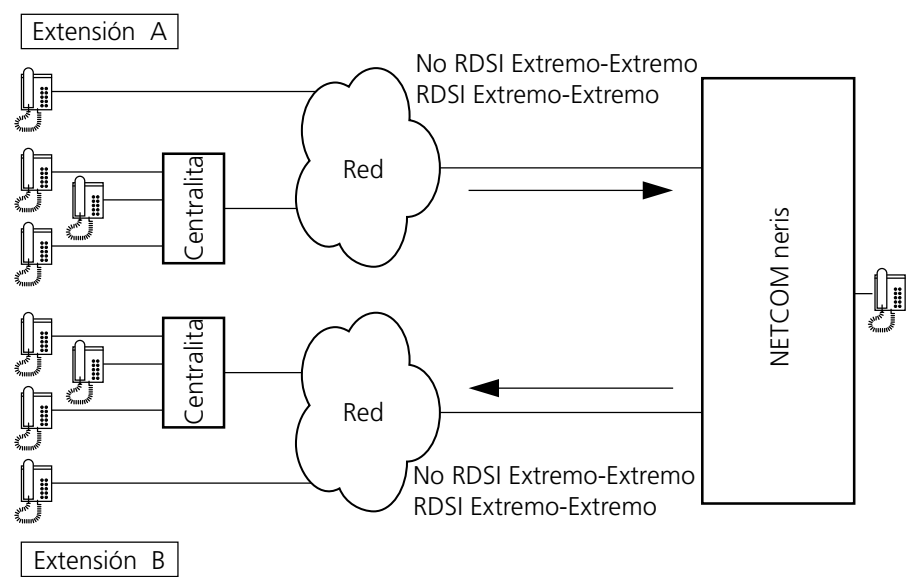 Extensión A
No RDSI Extremo-Extremo
RDSI Extremo-Extremo
Red
Centralita
NETCOM neris
Centralita
Red
No RDSI Extremo-Extremo
RDSI Extremo-Extremo
Extensión B